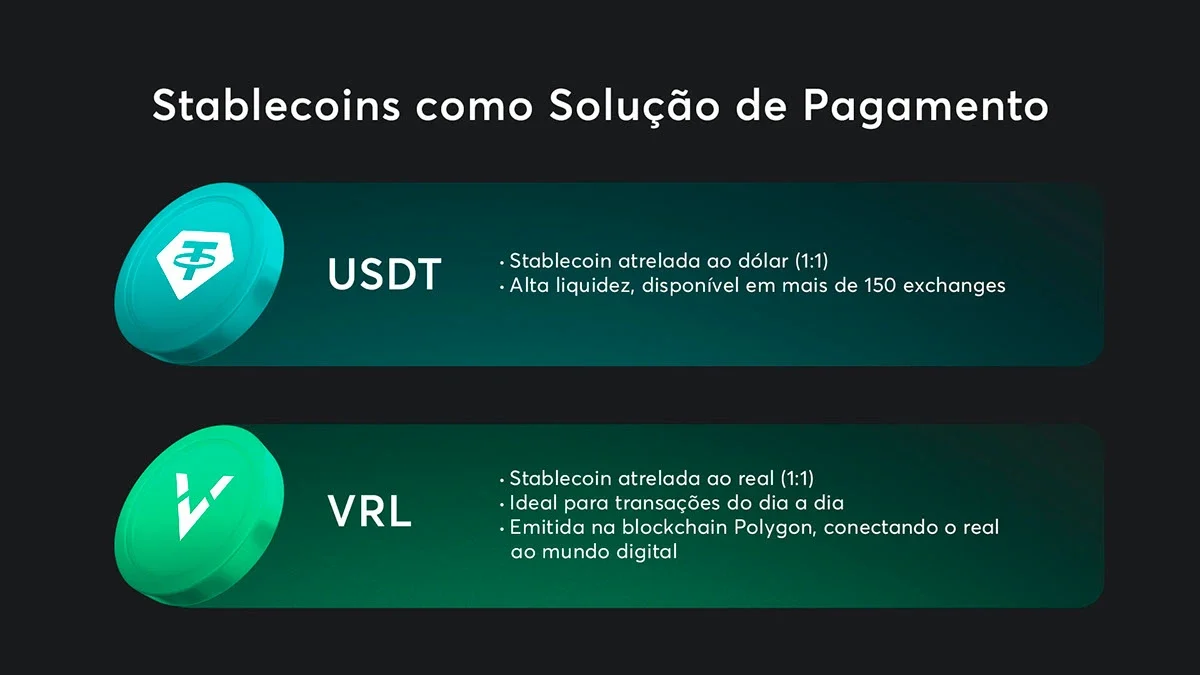 Stablecoins como Solução de Pagamento
USDT
• Stablecoin atrelada ao dólar (1:1)
• Alta liquidez, disponível em mais de 150 exchanges
VRL
• Stablecoin atrelada ao real (1:1)
• Ideal para transações do dia a dia
• Emitida na blockchain Polygon, conectando o real
ao mundo digital